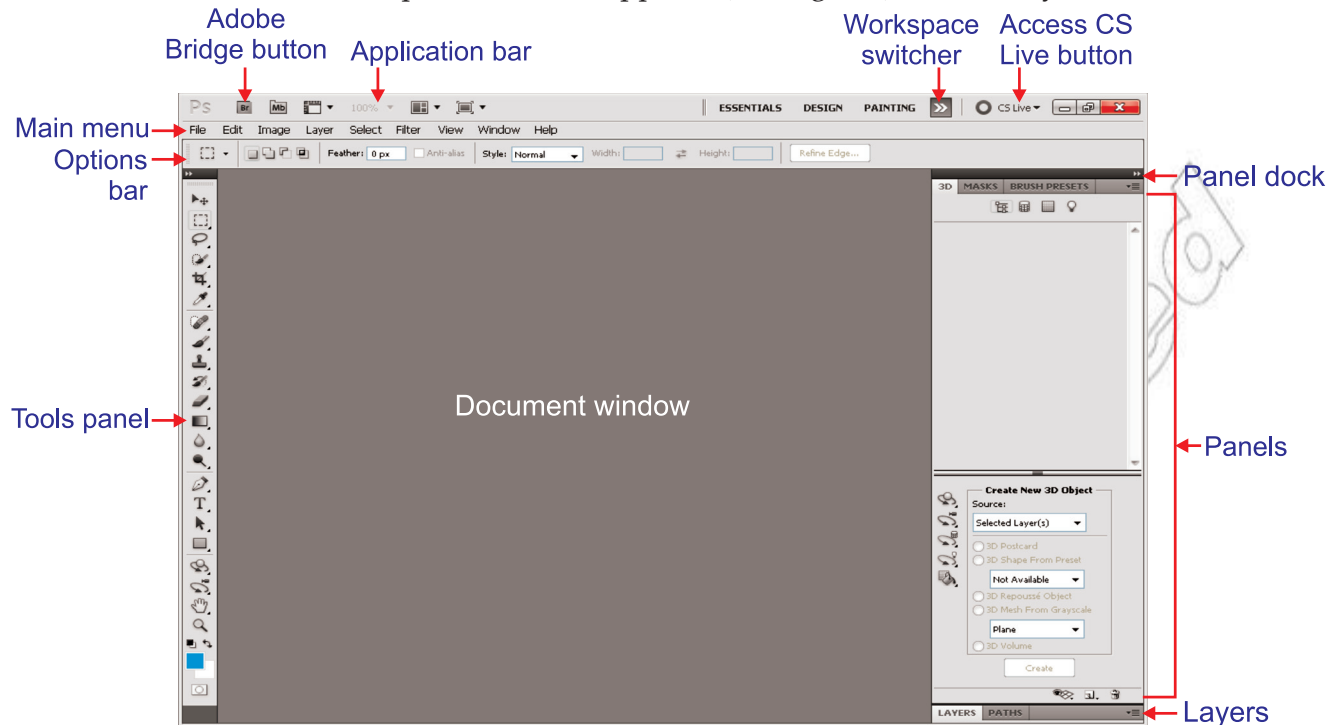 Adobe
Bridge button
Application bar
Workspace
switcher
Access CS
Live button
Ps Br Mb 100% ESSENTIALS DESIGN PAINTING >> CS Live
Main menu
File Edit Image Layer Select Filter View Window Help
Options
bar
Feather: 0 px Anti-alias Style: Normal Width: Height: Refine Edge...
Panel dock
3D MASKS BRUSH PRESETS
Tools panel
Document window
Panels
Create New 3D Object
Source:
Selected Layer(s)
3D Postcard
3D Shape From Preset
Not Available
3D Repoussé Object
3D Mesh From Grayscale
Plane
3D Volume
Create
T
LAYERS PATHS
Layers